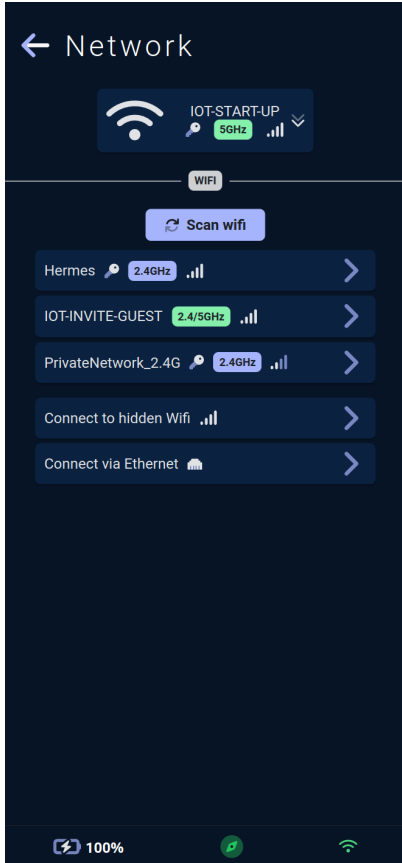 Network
IOT-START-UP
5GHz
WIFI
Scan wifi
Hermes 2.4GHz
IOT-INVITE-GUEST 2.4/5GHz
PrivateNetwork_2.4G 2.4GHz
Connect to hidden Wifi
Connect via Ethernet
100%